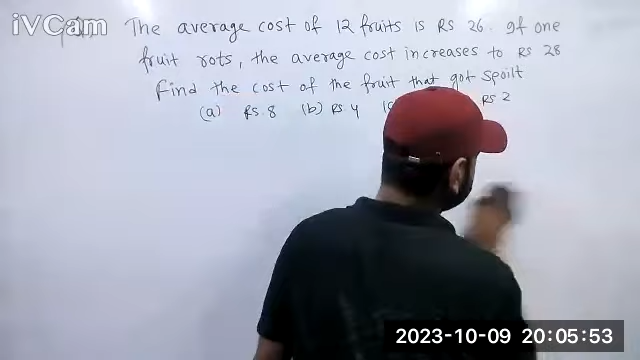 iVCam
The average cost of 12 fruits is RS 26. If one
fruit rots, the average cost increases to RS 28
Find the cost of the fruit that got spoilt
(a) RS. 8 (b) RS 4 RS 2
2023-10-09 20:05:53